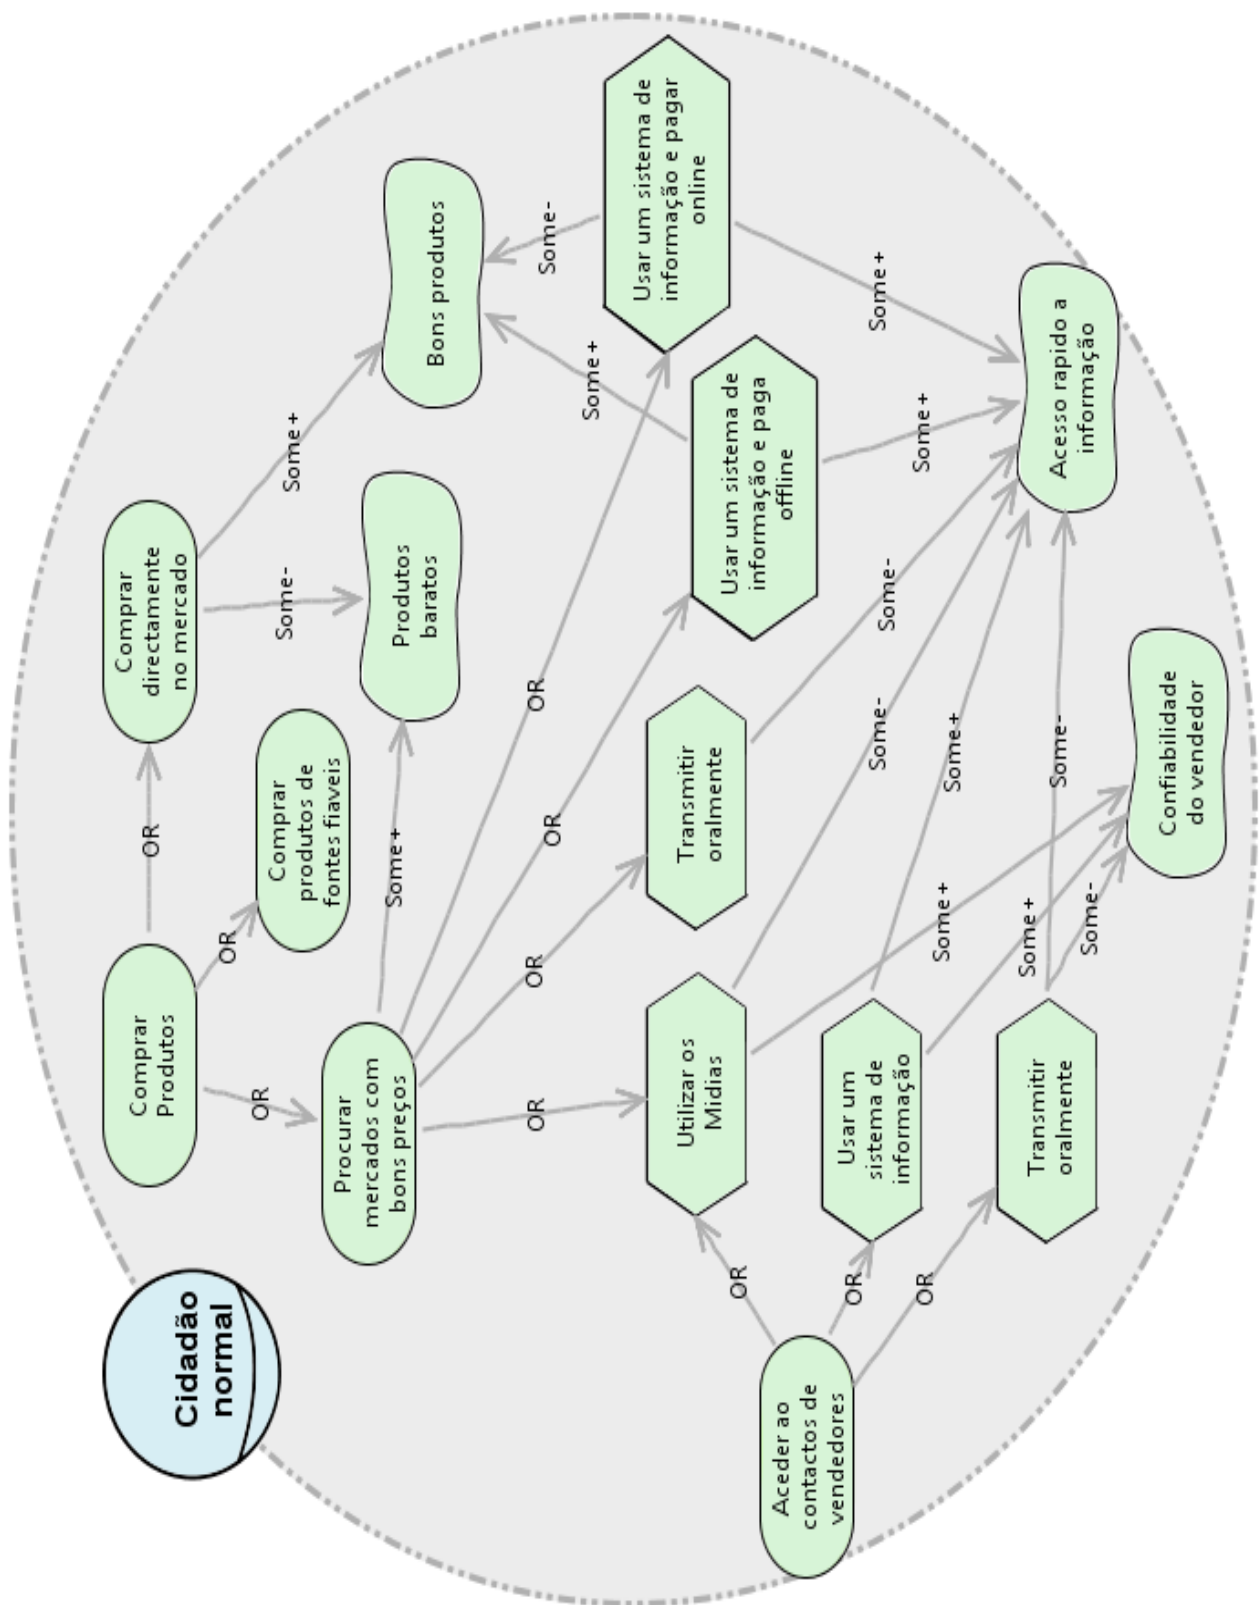 Cidadão
normal
Comprar
Produtos
OR
Comprar
directamente
no mercado
OR
Comprar
produtos de
fontes fiaveis
OR
Some-
Some+
Procurar
mercados com
bons preços
Some+
Produtos
baratos
Bons produtos
OR
OR
OR
OR
Some+
Some-
Utilizar os
Midias
Transmitir
oralmente
Usar um sistema de
informação e paga
offline
Usar um sistema de
informação e pagar
online
Aceder ao
contactos de
vendedores
OR
OR
OR
Usar um
sistema de
informação
Some-
Some-
Some+
Some+
Some+
Some+
Some+
Some-
Some-
Transmitir
oralmente
Acesso rapido a
informação
Confiabilidade
do vendedor